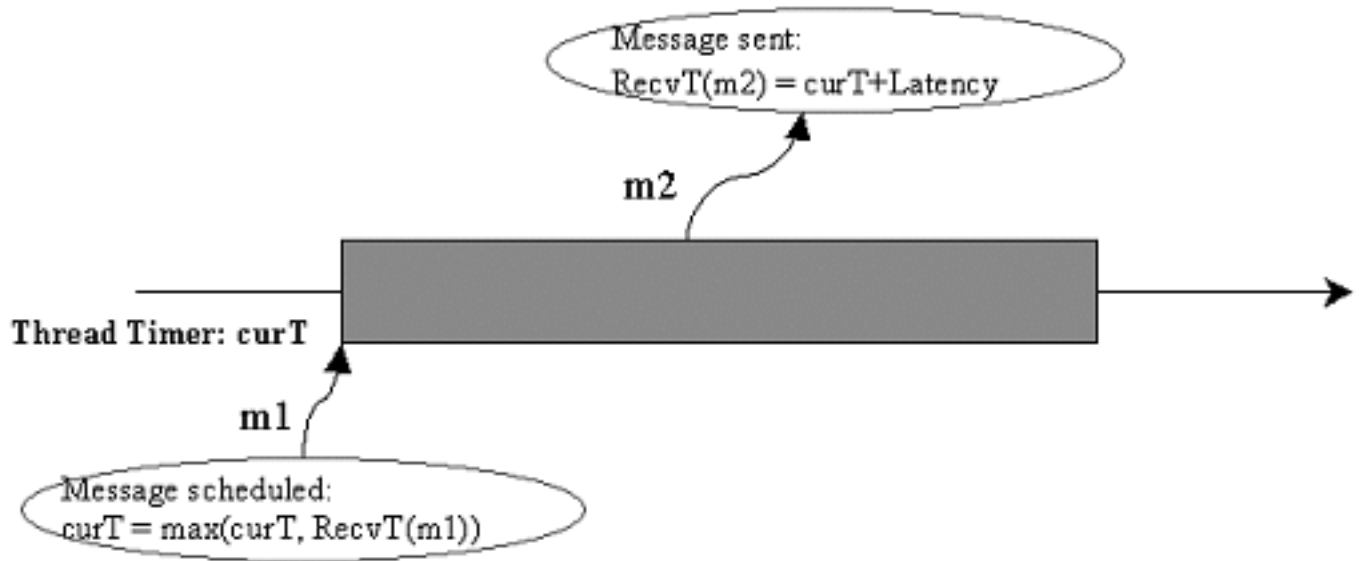 Message sent:
RecvT(m2) = curT+Latency
m2
Thread Timer: curT
m1
Message scheduled:
curT = max(curT, RecvT(m1))